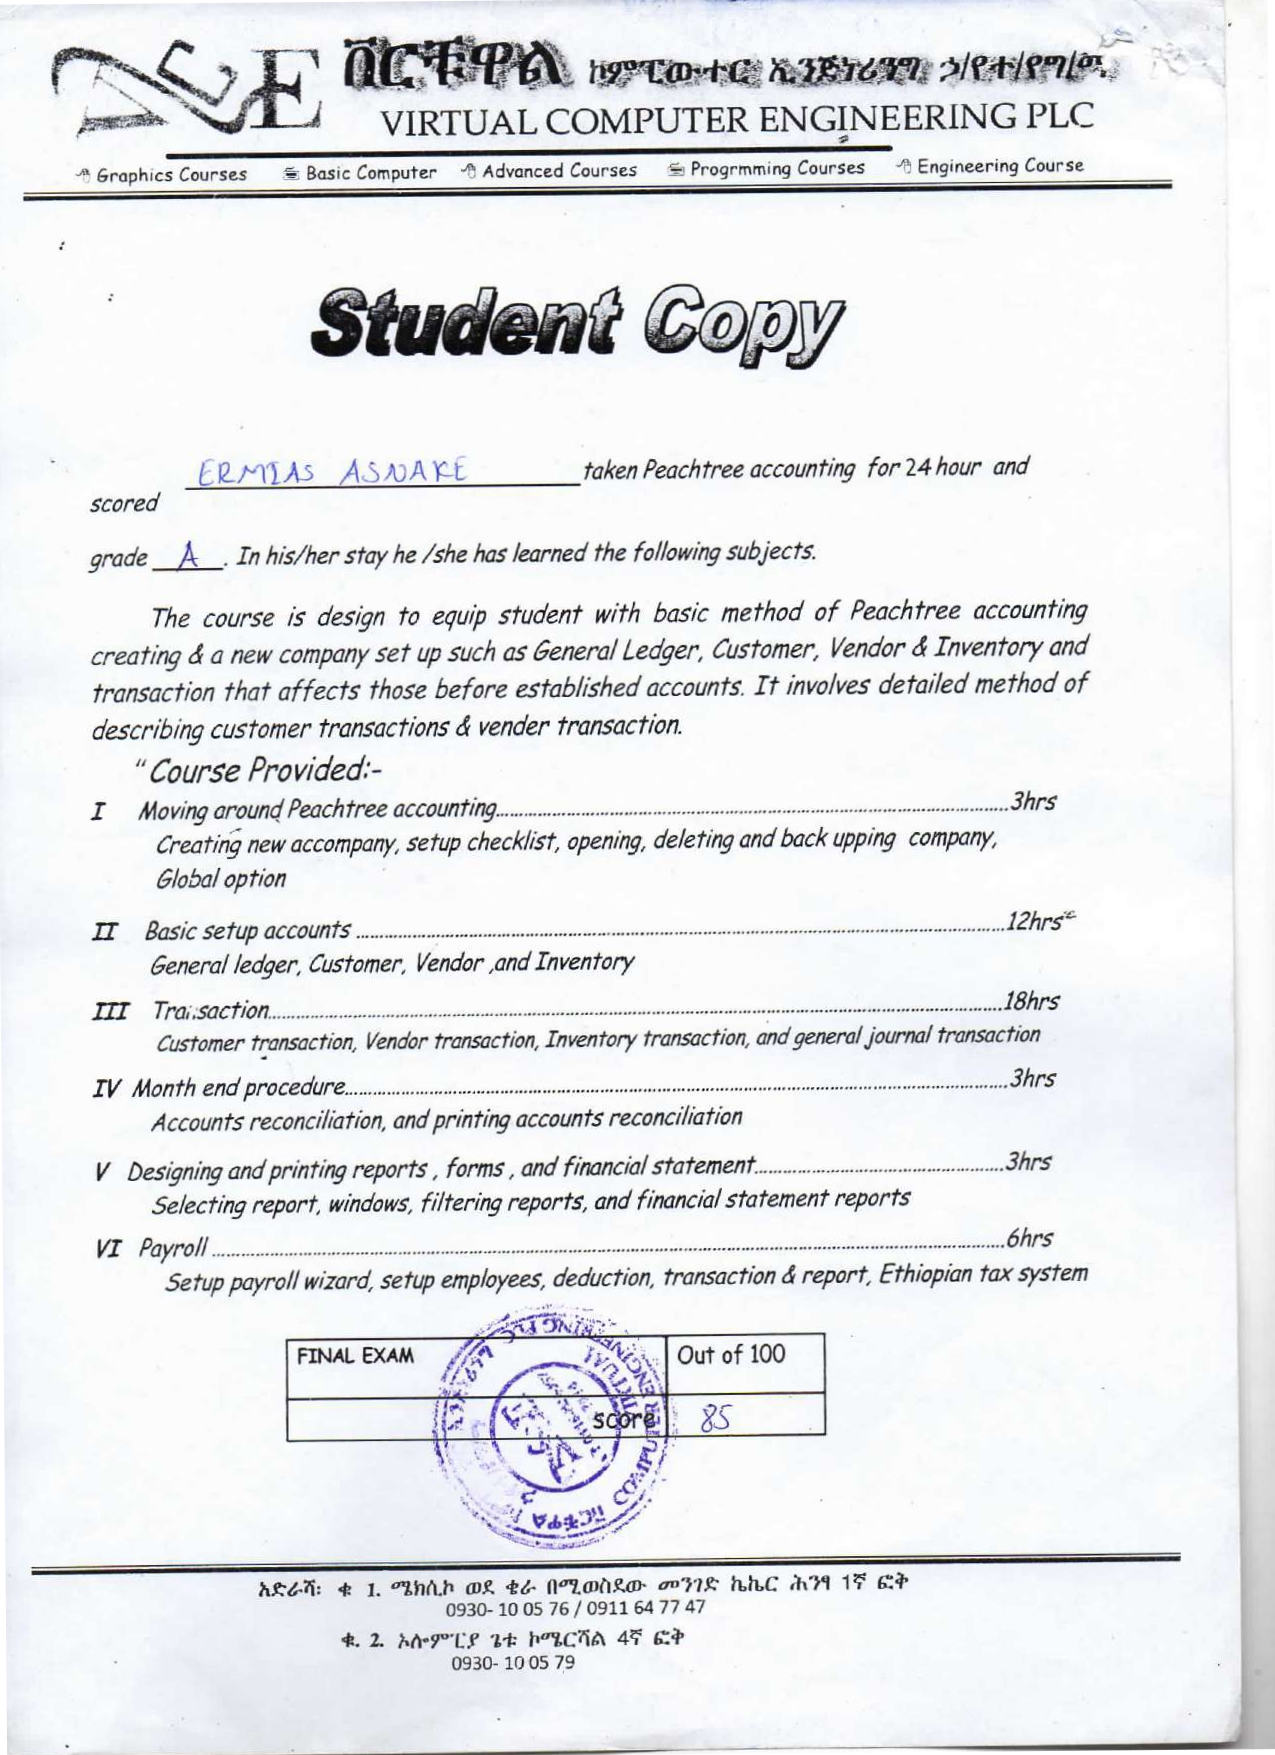 ACE
ቨርቹዋል ኮምፒውተር ኢንጅነሪንግ ኃ/የተ/የግ/ማ
VIRTUAL COMPUTER ENGINEERING PLC
Graphics Courses Basic Computer Advanced Courses Progrmming Courses Engineering Course
Student Copy
ERMIAS ASNAKE taken Peachtree accounting for 24 hour and
scored
grade A . In his/her stay he /she has learned the following subjects.
The course is design to equip student with basic method of Peachtree accounting
creating & a new company set up such as General Ledger, Customer, Vendor & Inventory and
transaction that affects those before established accounts. It involves detailed method of
describing customer transactions & vender transaction.
"Course Provided:-
I Moving around Peachtree accounting........3hrs
Creating new accompany, setup checklist, opening, deleting and back upping company,
Global option
II Basic setup accounts ........12hrs
General ledger, Customer, Vendor ,and Inventory
III Transaction........18hrs
Customer transaction, Vendor transaction, Inventory transaction, and general journal transaction
IV Month end procedure........3hrs
Accounts reconciliation, and printing accounts reconciliation
V Designing and printing reports , forms , and financial statement........3hrs
Selecting report, windows, filtering reports, and financial statement reports
VI Payroll ........6hrs
Setup payroll wizard, setup employees, deduction, transaction & report, Ethiopian tax system
FINAL EXAM Out of 100
score 85
VIRTUAL COMPUTER ENGINEERING PLC
አድራሻ፡ ቁ 1. ሜክሲኮ ወደ ቄራ በሚወስደው መንገድ ኬኬር ሕንፃ 1ኛ ፎቅ
0930- 10 05 76 / 0911 64 77 47
ቁ. 2. ኦሎምፒያ ጌቱ ኮሜርሻል 4ኛ ፎቅ
0930- 10 05 79